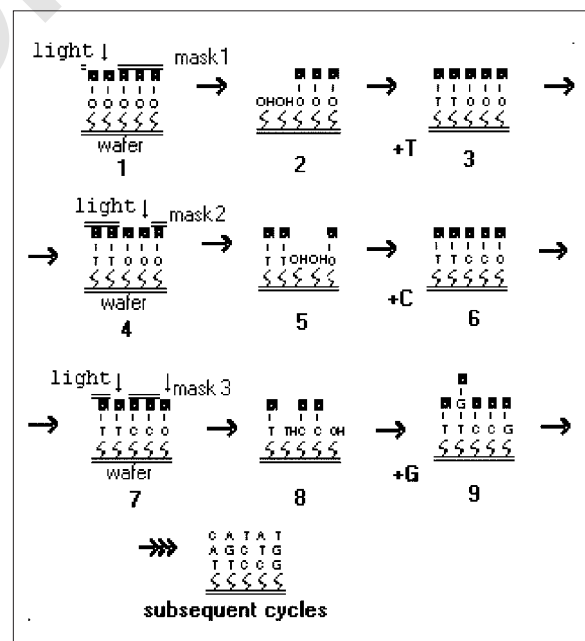 light mask1
O O O O O
wafer
1
OHOHO O O
2
+T
T T O O O
3
light mask2
T T O O O
wafer
4
T T OHOHO
5
+C
T T C C O
6
light mask 3
T T C C O
wafer
7
T THC C OH
8
+G
G
T T C C G
9
C A T A T
A G C T G
T T C C G
subsequent cycles